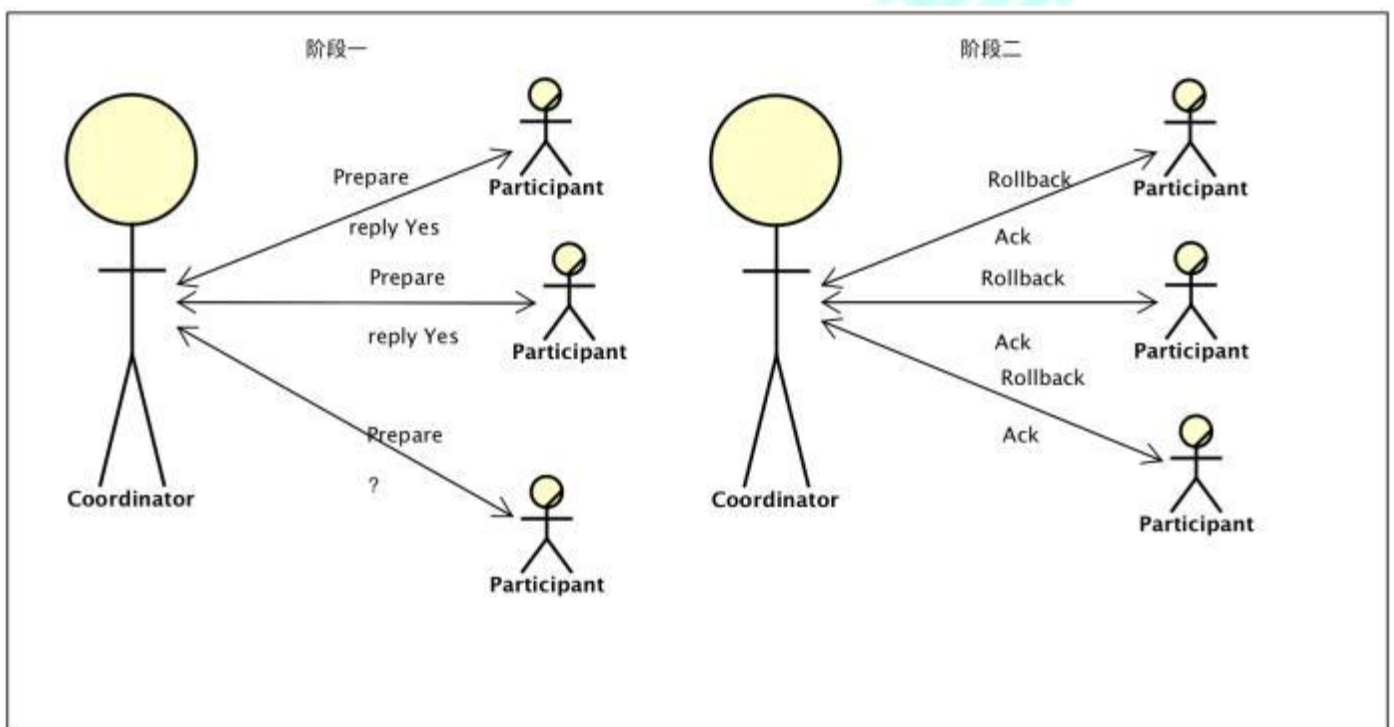 阶段一
Prepare
Participant
reply Yes
Prepare
reply Yes
Participant
Prepare
?
Coordinator
Participant
阶段二
Rollback
Participant
Ack
Rollback
Ack
Participant
Rollback
Ack
Coordinator
Participant